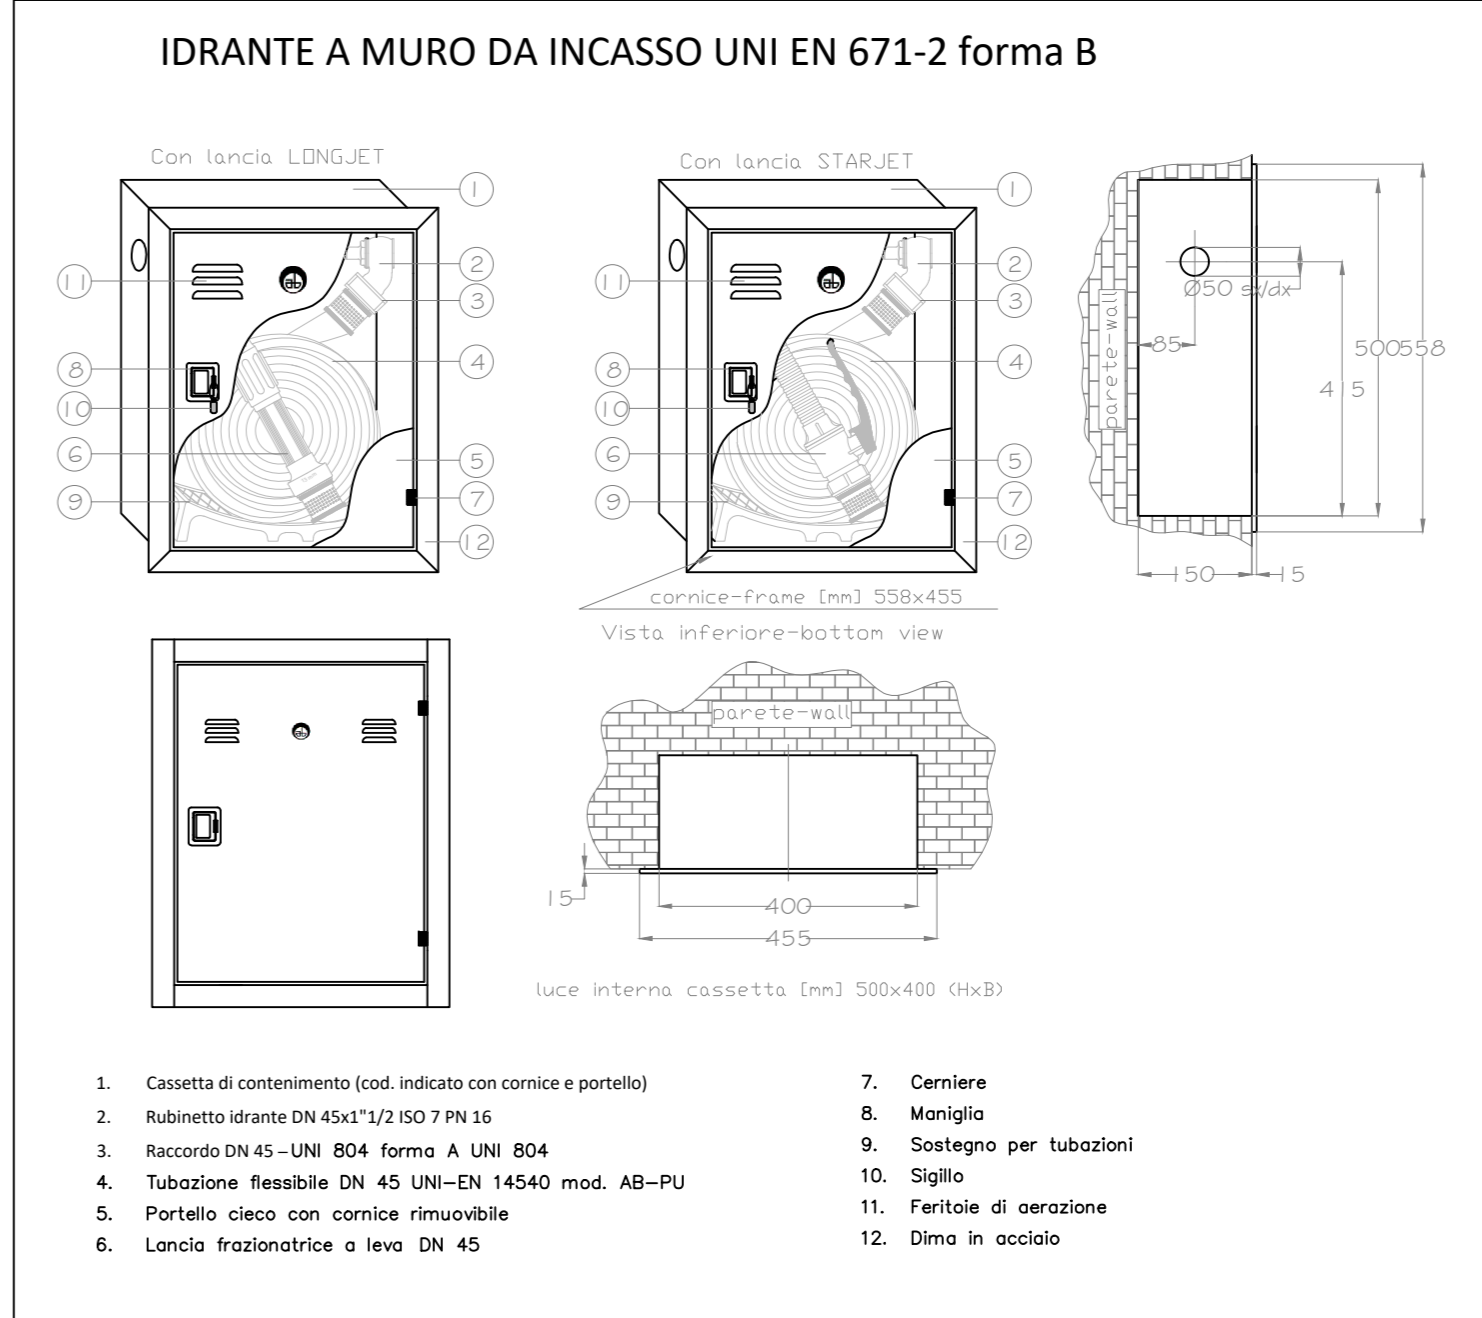 IDRANTE A MURO DA INCASSO UNI EN 671-2 forma B
Con lancia LONGJET
1
2
3
4
5
7
12
11
8
10
6
9
ab
Con lancia STARJET
1
2
3
4
5
7
12
11
8
10
6
9
ab
cornice-frame [mm] 558x455
parete-wall
Ø50 sx/dx
85
500
558
415
150
15
ab
Vista inferiore-bottom view
parete-wall
15
400
455
luce interna cassetta [mm] 500x400 (HxB)
1. Cassetta di contenimento (cod. indicato con cornice e portello)
2. Rubinetto idrante DN 45x1"1/2 ISO 7 PN 16
3. Raccordo DN 45 – UNI 804 forma A UNI 804
4. Tubazione flessibile DN 45 UNI-EN 14540 mod. AB-PU
5. Portello cieco con cornice rimuovibile
6. Lancia frazionatrice a leva DN 45
7. Cerniere
8. Maniglia
9. Sostegno per tubazioni
10. Sigillo
11. Feritoie di aerazione
12. Dima in acciaio